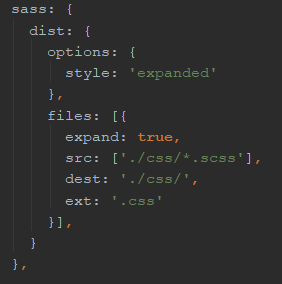 sass: {
  dist: {
    options: {
      style: 'expanded'
    },
    files: [{
      expand: true,
      src: ['./css/*.scss'],
      dest: './css/',
      ext: '.css'
    }],
  }
},